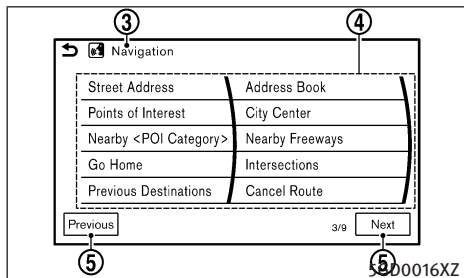 ③ ④
Navigation
Street Address Address Book
Points of Interest City Center
Nearby <POI Category> Nearby Freeways
Go Home Intersections
Previous Destinations Cancel Route
Previous 3/9 Next
⑤ ⑤
D0016XZ